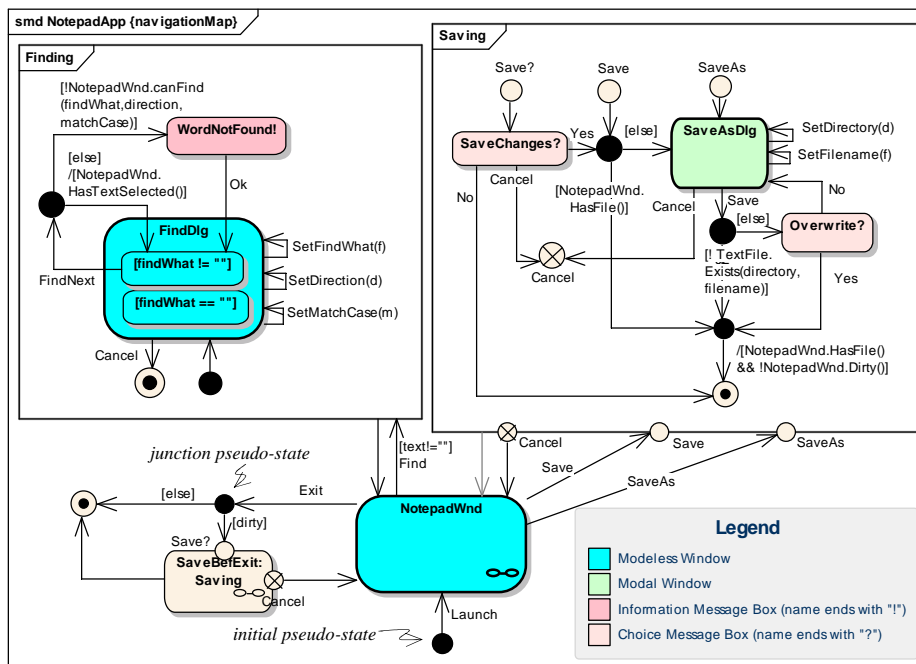 smd NotepadApp {navigationMap}
Finding
[!NotepadWnd.canFind
(findWhat,direction,
matchCase)]
WordNotFound!
[else]
/[NotepadWnd.
HasTextSelected()]
Ok
FindDlg
[findWhat != ""]
[findWhat == ""]
FindNext
SetFindWhat(f)
SetDirection(d)
SetMatchCase(m)
Cancel
Saving
Save?
Save
SaveAs
SaveChanges?
Yes
[else]
SaveAsDlg
SetDirectory(d)
SetFilename(f)
Cancel
No
[NotepadWnd.
HasFile()]
Cancel
Save
No
[else]
Overwrite?
Cancel
[! TextFile.
Exists(directory,
filename)]
Yes
/[NotepadWnd.HasFile()
&& !NotepadWnd.Dirty()]
[text!=""]
Find
Cancel
Save
SaveAs
Save
SaveAs
junction pseudo-state
[else]
Exit
[dirty]
Save?
SaveBefExit:
Saving
Cancel
NotepadWnd
Launch
initial pseudo-state
Legend
Modeless Window
Modal Window
Information Message Box (name ends with "!")
Choice Message Box (name ends with "?")